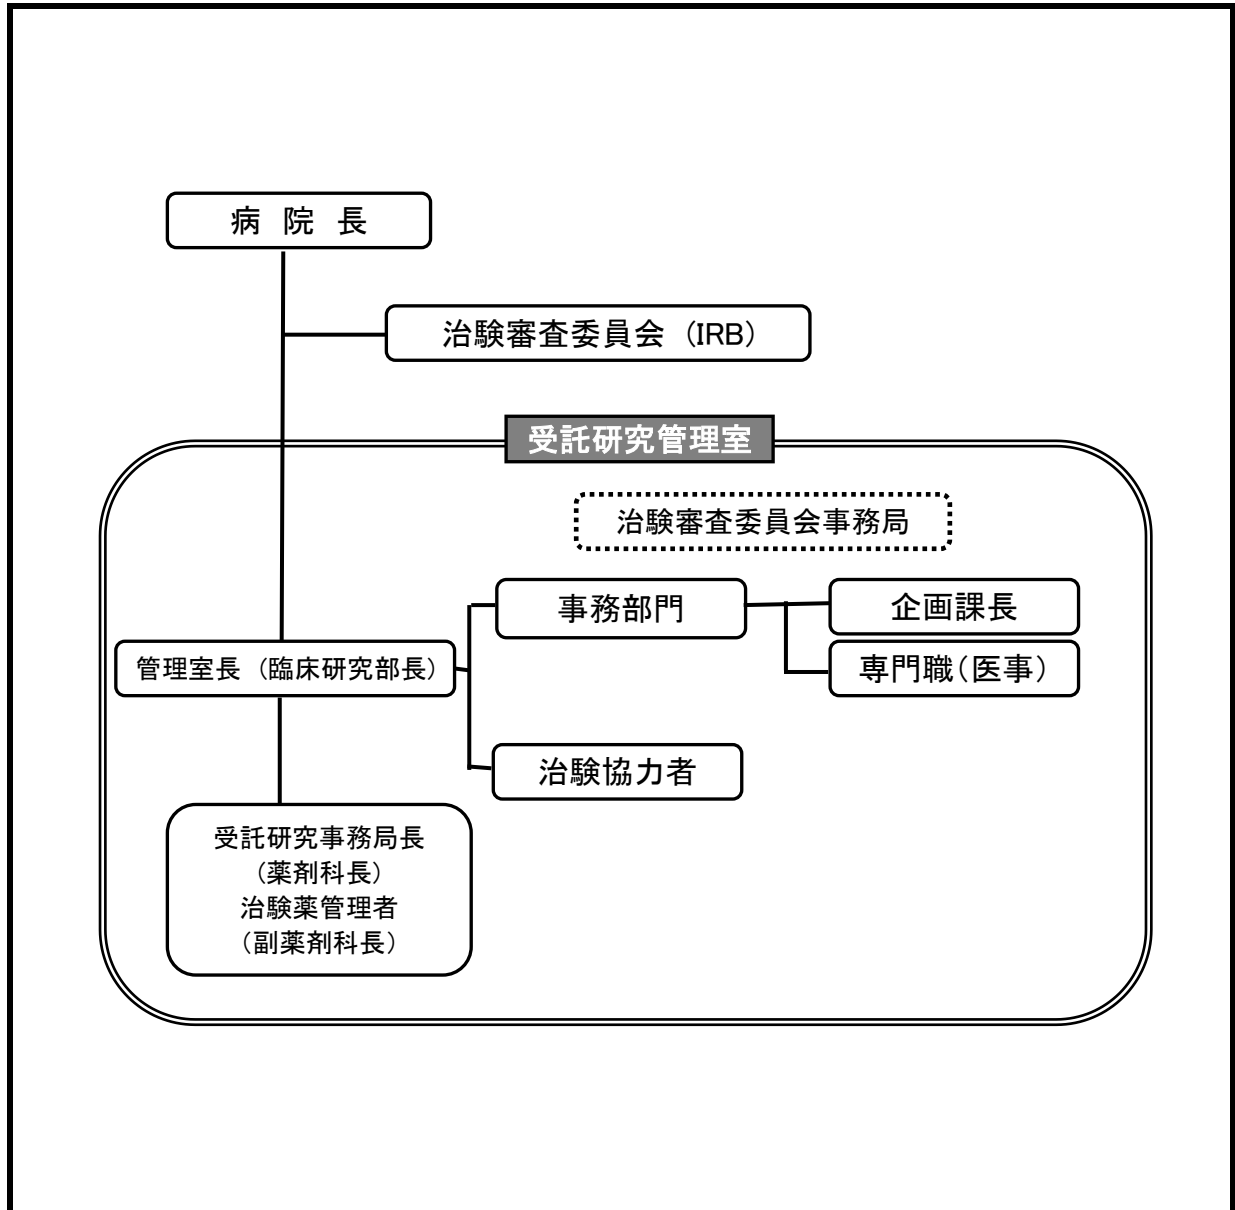 病 院 長
治験審査委員会（IRB）
受託研究管理室
治験審査委員会事務局
事務部門
企画課長
管理室長（臨床研究部長）
専門職（医事）
治験協力者
受託研究事務局長
（薬剤科長）
治験薬管理者
（副薬剤科長）